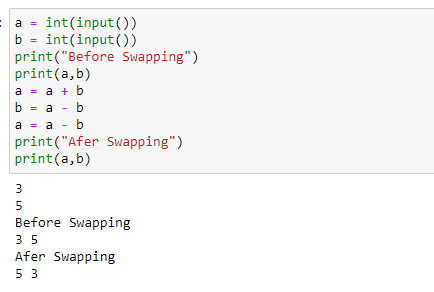 a = int(input())
b = int(input())
print("Before Swapping")
print(a,b)
a = a + b
b = a - b
a = a - b
print("Afer Swapping")
print(a,b)
3
5
Before Swapping
3 5
Afer Swapping
5 3